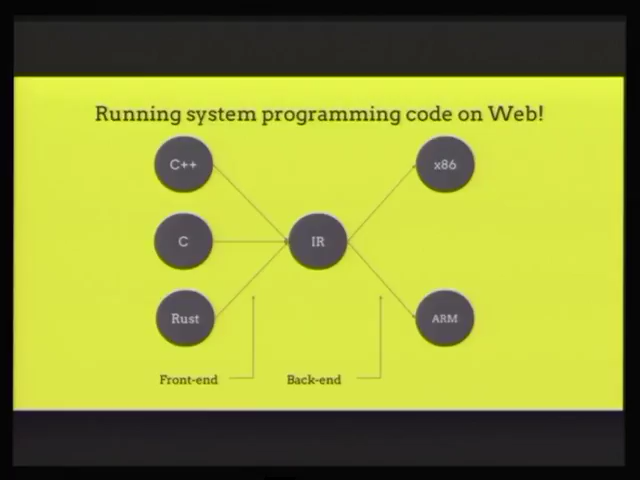 Running system programming code on Web!
C++
x86
C
IR
Rust
ARM
Front-end
Back-end